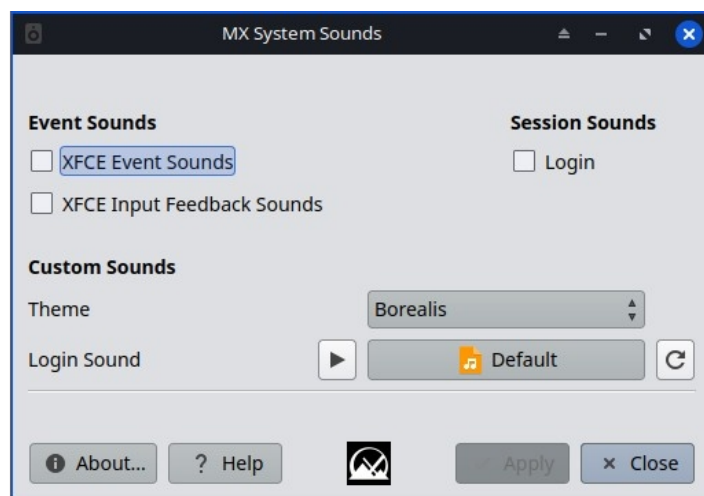 MX System Sounds
Event Sounds
Session Sounds
XFCE Event Sounds
Login
XFCE Input Feedback Sounds
Custom Sounds
Theme
Borealis
Login Sound
Default
About...
? Help
Apply
Close